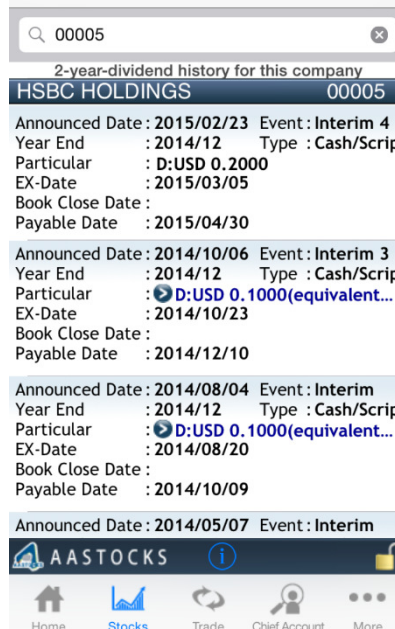 00005
2-year-dividend history for this company
HSBC HOLDINGS 00005
Announced Date : 2015/02/23 Event : Interim 4
Year End : 2014/12 Type : Cash/Scrip
Particular : D:USD 0.2000
EX-Date : 2015/03/05
Book Close Date :
Payable Date : 2015/04/30
Announced Date : 2014/10/06 Event : Interim 3
Year End : 2014/12 Type : Cash/Scrip
Particular : D:USD 0.1000(equivalent...
EX-Date : 2014/10/23
Book Close Date :
Payable Date : 2014/12/10
Announced Date : 2014/08/04 Event : Interim
Year End : 2014/12 Type : Cash/Scrip
Particular : D:USD 0.1000(equivalent...
EX-Date : 2014/08/20
Book Close Date :
Payable Date : 2014/10/09
Announced Date : 2014/05/07 Event : Interim
AASTOCKS i
Home Stocks Trade Chief Account More